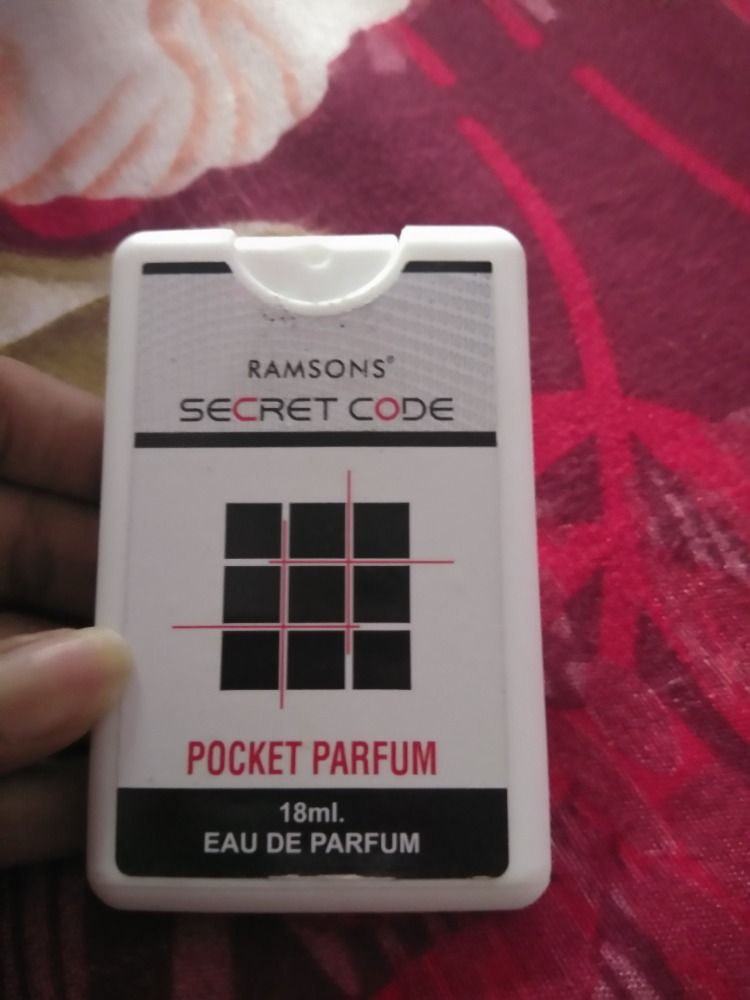 RAMSONS®
SECRET CODE
POCKET PARFUM
18ml.
EAU DE PARFUM